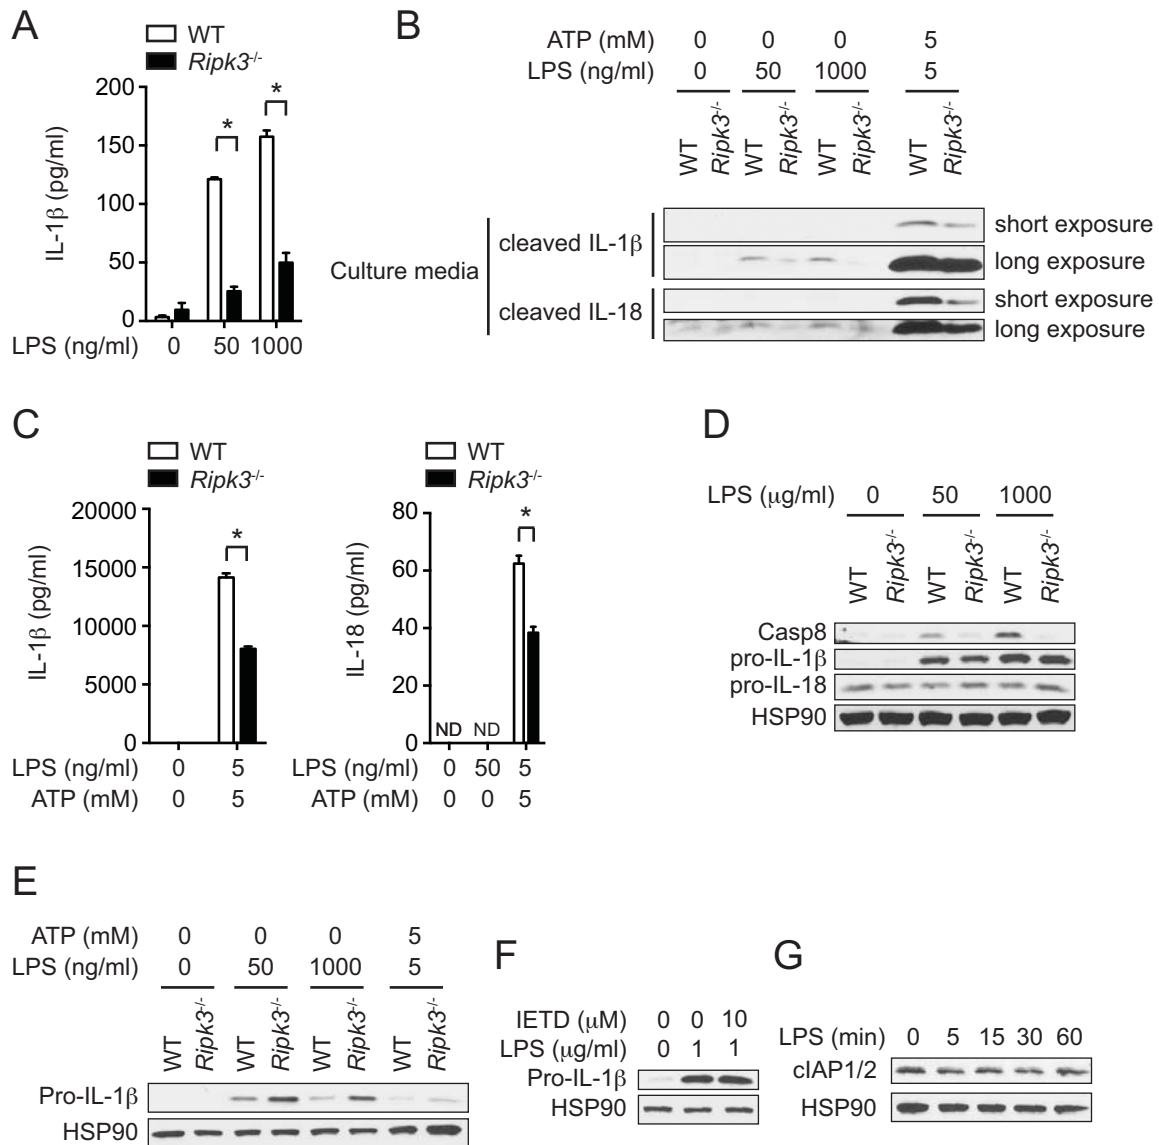 A
WT
Ripk3-/-
IL-1β (pg/ml)
200
150
100
50
0
*
*
LPS (ng/ml) 0 50 1000
B
ATP (mM) 0 0 0 5
LPS (ng/ml) 0 50 1000 5
WT Ripk3-/- WT Ripk3-/- WT Ripk3-/- WT Ripk3-/-
Culture media
cleaved IL-1β
short exposure
long exposure
cleaved IL-18
short exposure
long exposure
C
WT
Ripk3-/-
IL-1β (pg/ml)
20000
15000
10000
5000
0
*
LPS (ng/ml) 0 5
ATP (mM) 0 5
WT
Ripk3-/-
IL-18 (pg/ml)
80
60
40
20
0
*
ND ND
LPS (ng/ml) 0 50 5
ATP (mM) 0 0 5
D
LPS (μg/ml) 0 50 1000
WT Ripk3-/- WT Ripk3-/- WT Ripk3-/-
Casp8
pro-IL-1β
pro-IL-18
HSP90
E
ATP (mM) 0 0 0 5
LPS (ng/ml) 0 50 1000 5
WT Ripk3-/- WT Ripk3-/- WT Ripk3-/- WT Ripk3-/-
Pro-IL-1β
HSP90
F
IETD (μM) 0 0 10
LPS (μg/ml) 0 1 1
Pro-IL-1β
HSP90
G
LPS (min) 0 5 15 30 60
cIAP1/2
HSP90